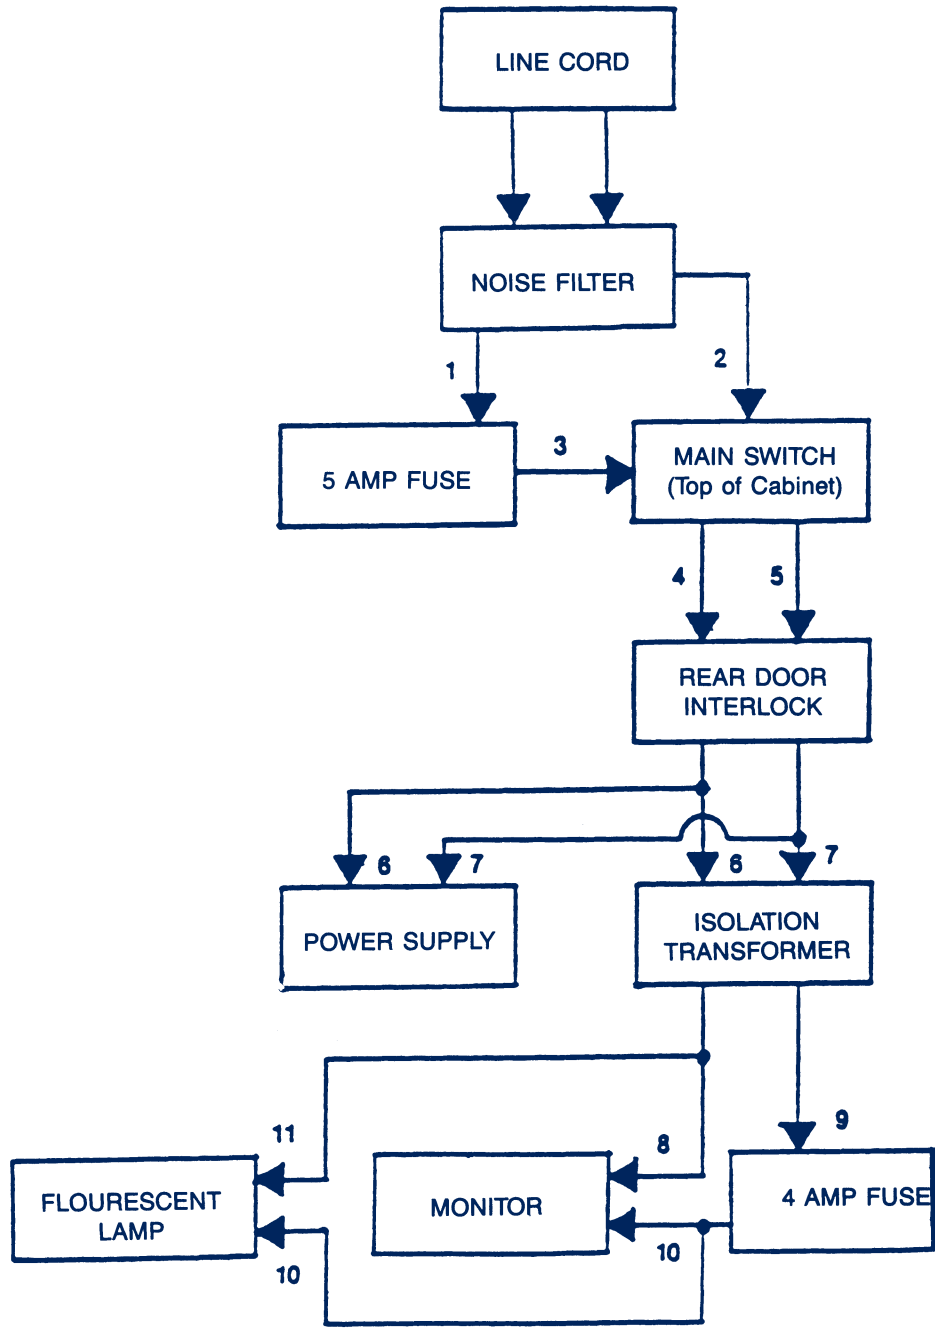 LINE CORD
NOISE FILTER
1
2
3
5 AMP FUSE
MAIN SWITCH
(Top of Cabinet)
4
5
REAR DOOR
INTERLOCK
6
7
6
7
POWER SUPPLY
ISOLATION
TRANSFORMER
9
11
8
FLOURESCENT
LAMP
MONITOR
4 AMP FUSE
10
10